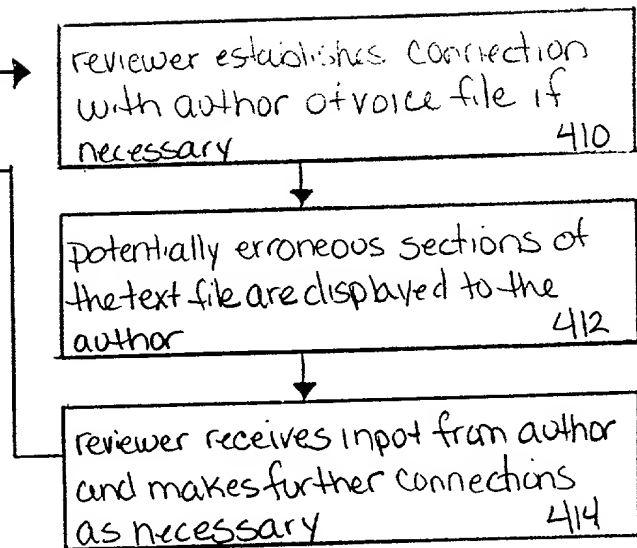 reviewer establishes connection
with author of voice file if
necessary 410
potentially erroneous sections of
the text file are displayed to the
author 412
reviewer receives input from author
and makes further connections
as necessary 414